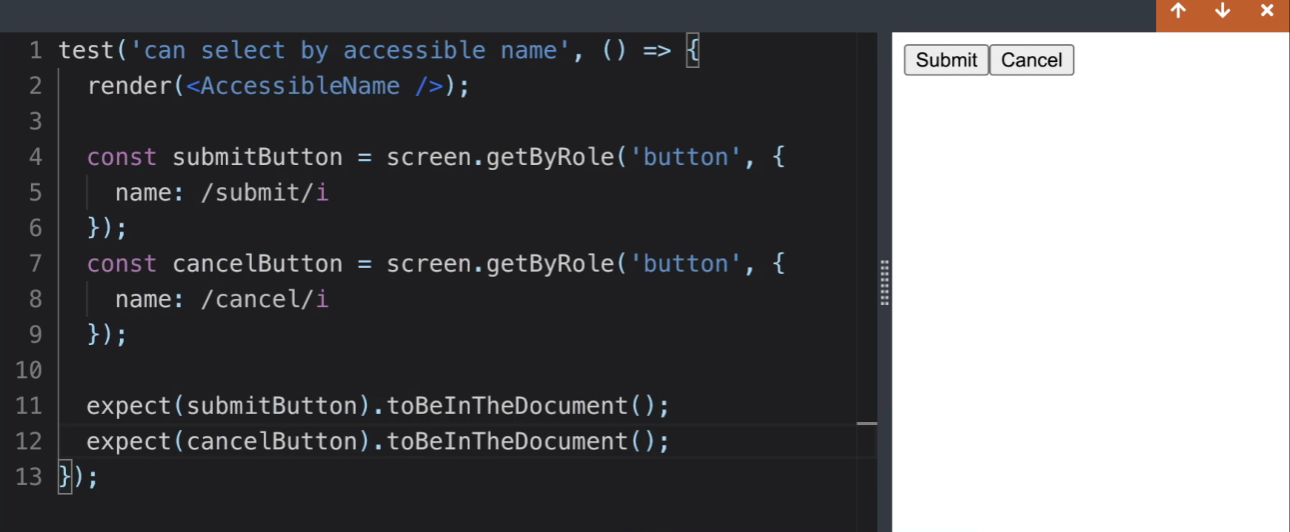 1 test('can select by accessible name', () => {
2   render(<AccessibleName />);
3
4   const submitButton = screen.getByRole('button', {
5     name: /submit/i
6   });
7   const cancelButton = screen.getByRole('button', {
8     name: /cancel/i
9   });
10
11   expect(submitButton).toBeInTheDocument();
12   expect(cancelButton).toBeInTheDocument();
13 });
Submit Cancel